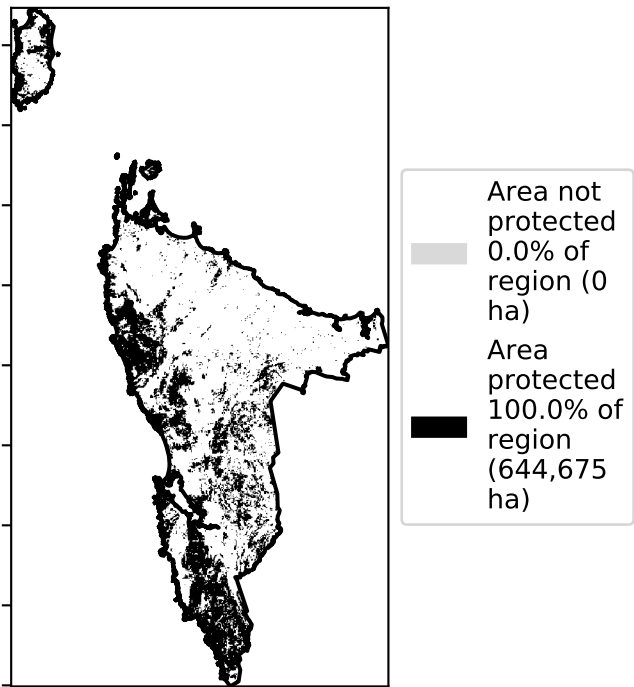 Area not
protected
0.0% of
region (0
ha)
Area
protected
100.0% of
region
(644,675
ha)